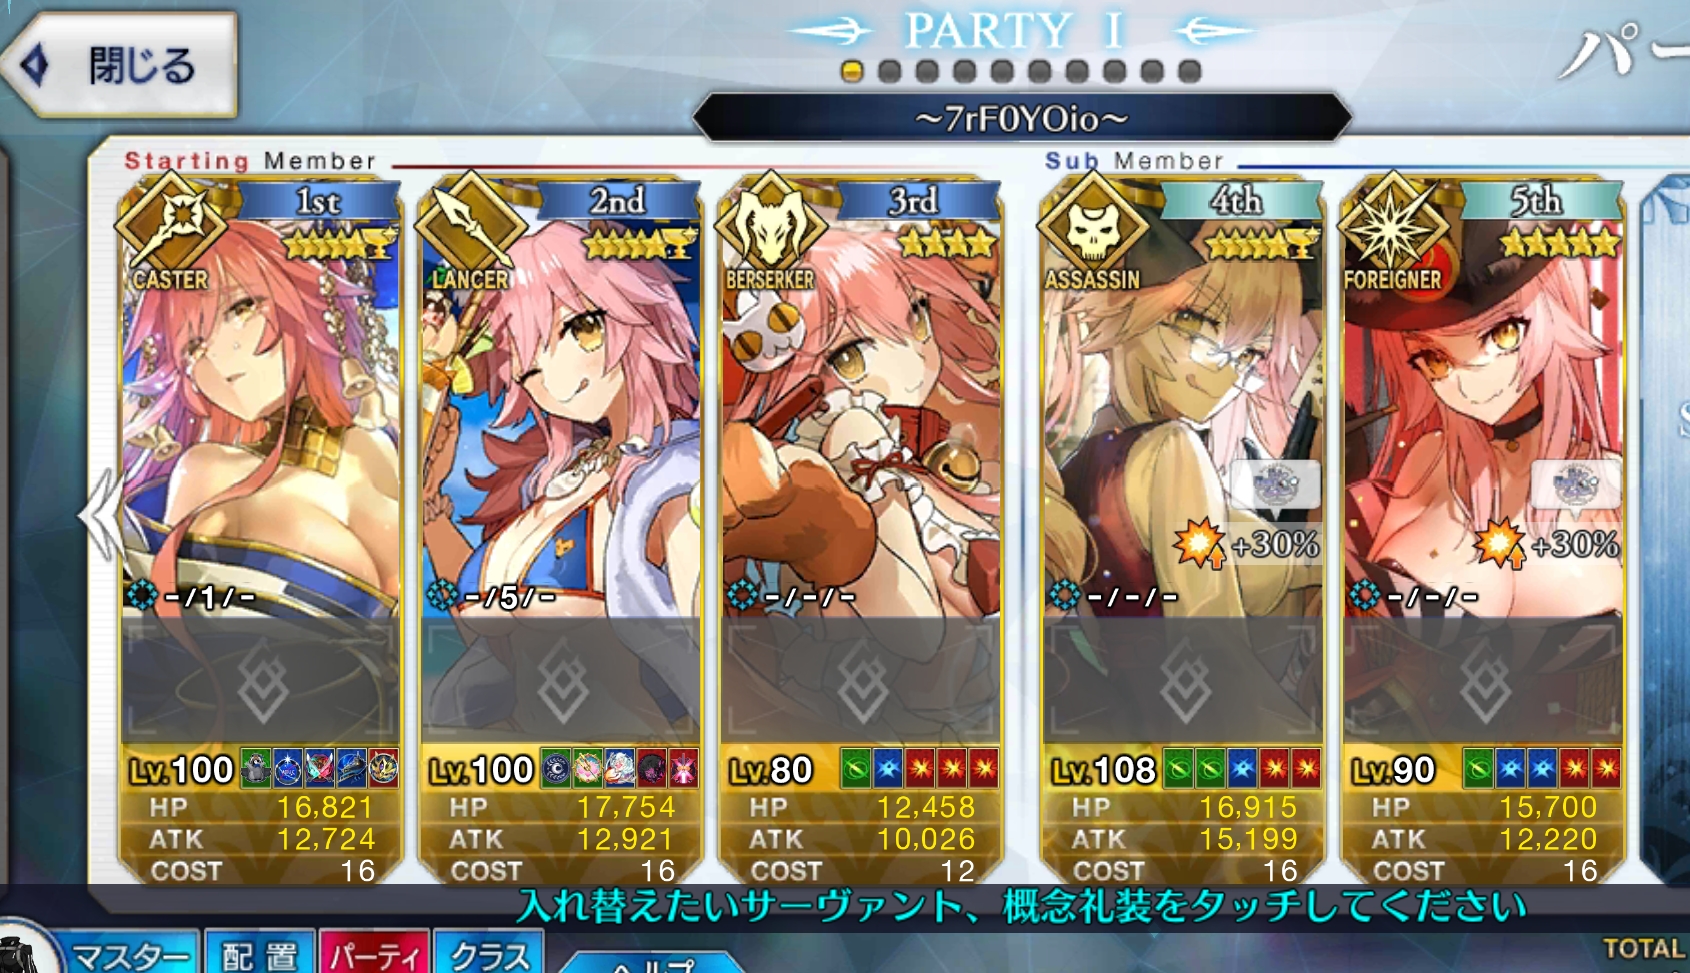 閉じる
PARTY I
～7rF0YOio～
Starting Member
Sub Member
1st
CASTER
-/1/-
Lv.100
HP 16,821
ATK 12,724
COST 16
2nd
LANCER
-/5/-
Lv.100
HP 17,754
ATK 12,921
COST 16
3rd
BERSERKER
-/-/-
Lv.80
HP 12,458
ATK 10,026
COST 12
4th
ASSASSIN
+30%
-/-/-
Lv.108
HP 16,915
ATK 15,199
COST 16
5th
FOREIGNER
+30%
-/-/-
Lv.90
HP 15,700
ATK 12,220
COST 16
入れ替えたいサーヴァント、概念礼装をタッチしてください
マスター
配置
パーティ
クラス
ヘルプ
TOTAL